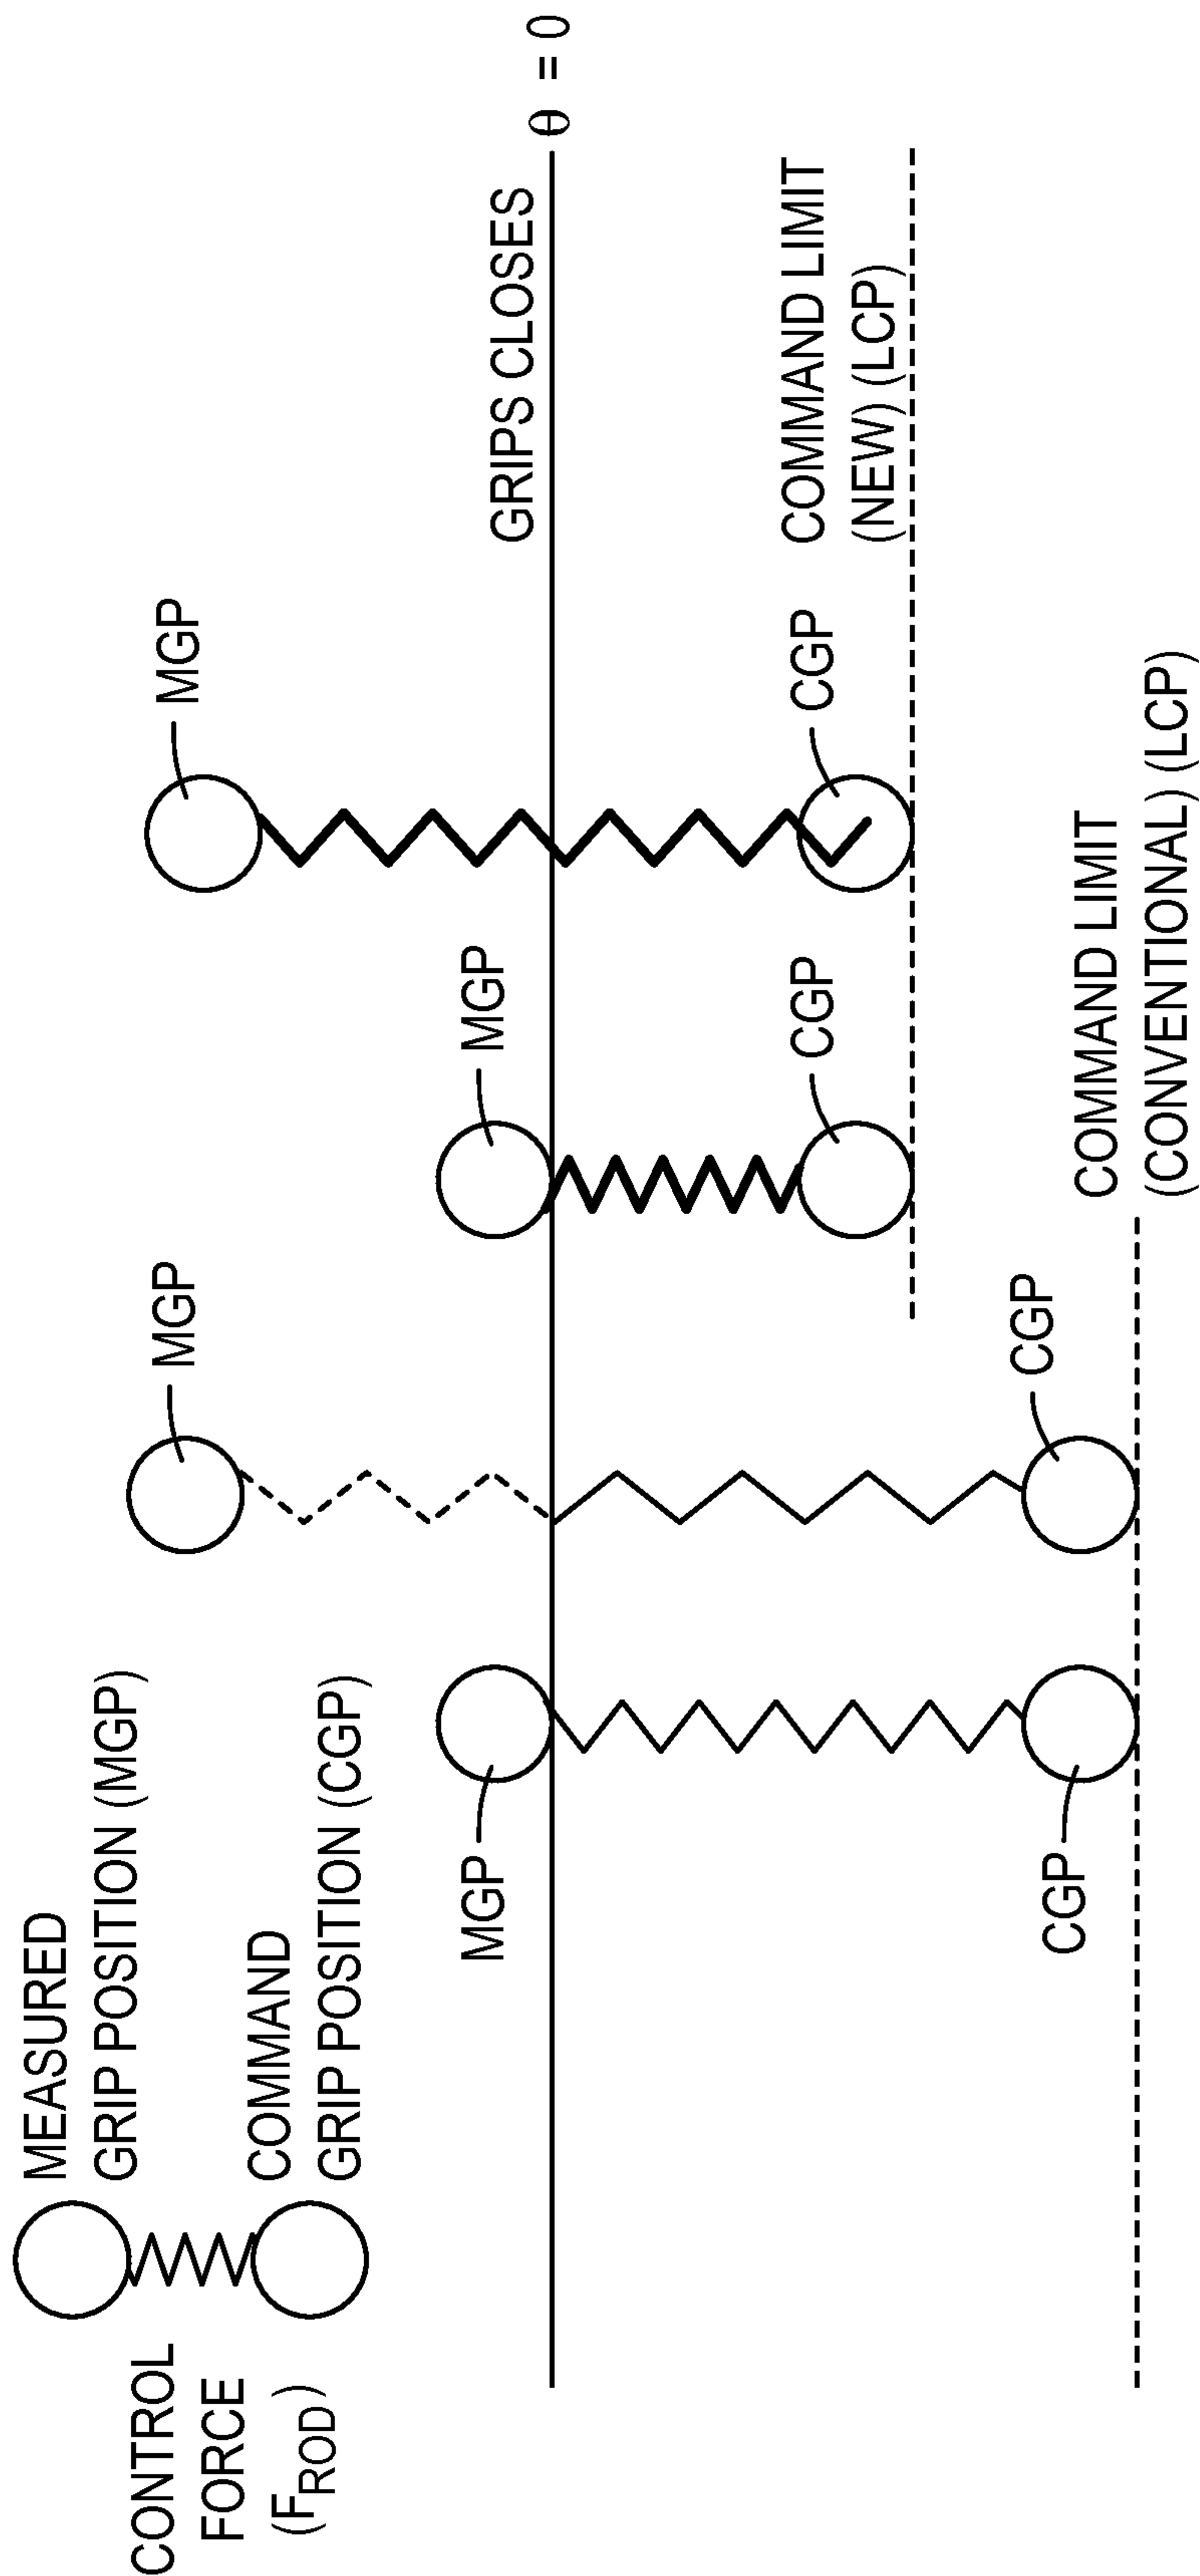 MEASURED
GRIP POSITION (MGP)
CONTROL
FORCE
(F_ROD)
COMMAND
GRIP POSITION (CGP)
MGP
CGP
MGP
CGP
MGP
CGP
MGP
CGP
GRIPS CLOSES
θ = 0
COMMAND LIMIT
(NEW) (LCP)
COMMAND LIMIT
(CONVENTIONAL) (LCP)